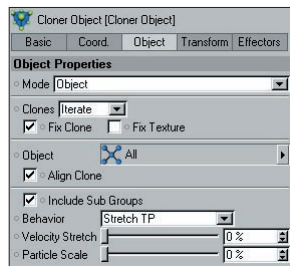 Cloner Object [Cloner Object]
Basic Coord. Object Transform Effectors
Object Properties
Mode Object
Clones Iterate
Fix Clone Fix Texture
Object All
Align Clone
Include Sub Groups
Behavior Stretch TP
Velocity Stretch 0 %
Particle Scale 0 %